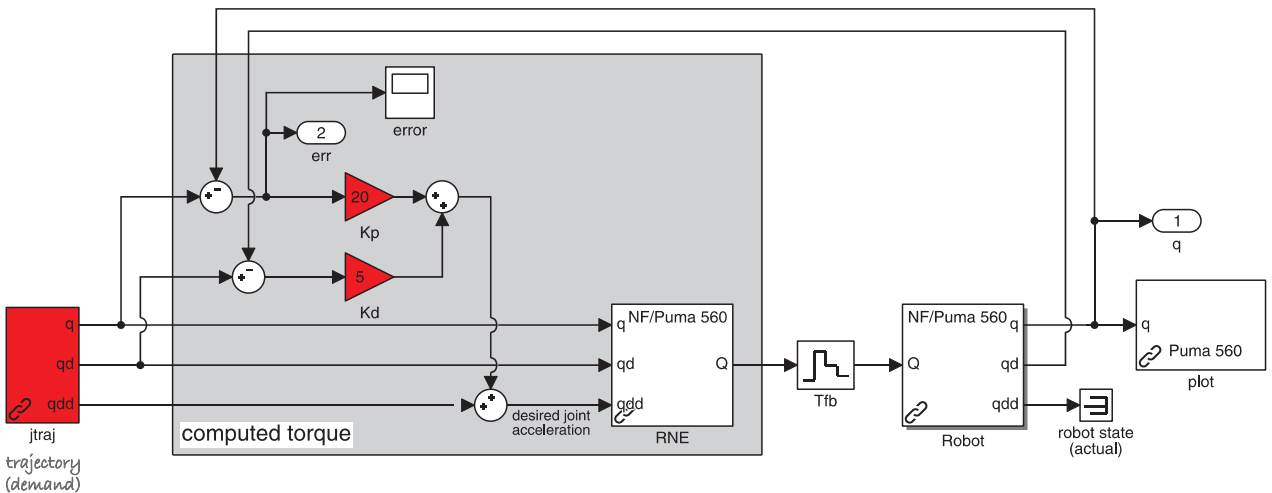 error
2
err
20
Kp
5
Kd
1
q
q
qd
qdd
jtraj
trajectory
(demand)
computed torque
desired joint
acceleration
NF/Puma 560
q
qd
qdd
Q
RNE
Tfb
NF/Puma 560
Q
q
qd
qdd
Robot
robot state
(actual)
q
Puma 560
plot